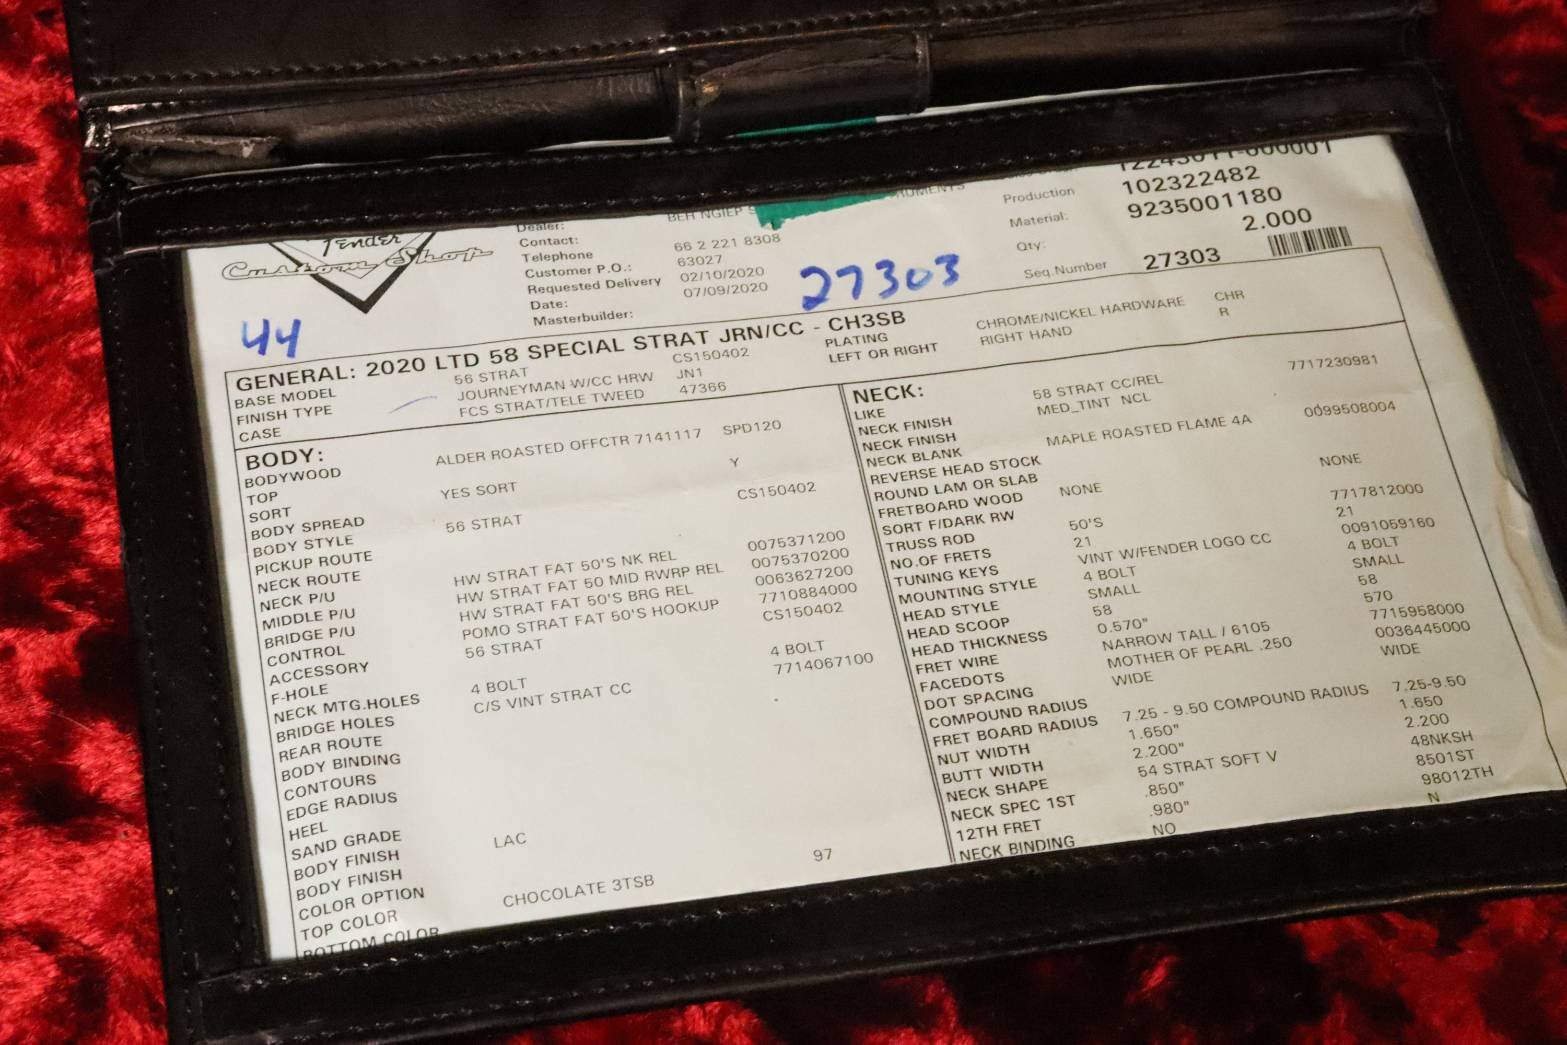 Fender
Custom Shop
44
Dealer:
BEH NGIEP
Contact:
Telephone 66 2 221 8308
Customer P.O.: 63027
Requested Delivery 02/10/2020
Date: 07/09/2020
Masterbuilder:
27303
Production 102322482
Material: 9235001180
Qty: 2.000
Seq.Number 27303
GENERAL: 2020 LTD 58 SPECIAL STRAT JRN/CC - CH3SB
BASE MODEL 56 STRAT CS150402
FINISH TYPE JOURNEYMAN W/CC HRW JN1
CASE FCS STRAT/TELE TWEED 47366
PLATING CHROME/NICKEL HARDWARE CHR
LEFT OR RIGHT RIGHT HAND R
BODY:
BODYWOOD ALDER ROASTED OFFCTR 7141117 SPD120
TOP
SORT YES SORT Y
BODY SPREAD
BODY STYLE 56 STRAT CS150402
PICKUP ROUTE
NECK ROUTE
NECK P/U HW STRAT FAT 50'S NK REL 0075371200
MIDDLE P/U HW STRAT FAT 50 MID RWRP REL 0075370200
BRIDGE P/U HW STRAT FAT 50'S BRG REL 0063627200
CONTROL POMO STRAT FAT 50'S HOOKUP 7710884000
ACCESSORY 56 STRAT CS150402
F-HOLE
NECK MTG.HOLES 4 BOLT 4 BOLT
BRIDGE HOLES C/S VINT STRAT CC 7714067100
REAR ROUTE
BODY BINDING
CONTOURS
EDGE RADIUS
HEEL
SAND GRADE
BODY FINISH LAC
BODY FINISH
COLOR OPTION
TOP COLOR CHOCOLATE 3TSB 97
BOTTOM COLOR
NECK:
LIKE 58 STRAT CC/REL 7717230981
NECK FINISH MED_TINT NCL
NECK FINISH
NECK BLANK MAPLE ROASTED FLAME 4A 0099508004
REVERSE HEAD STOCK
ROUND LAM OR SLAB
FRETBOARD WOOD NONE NONE
SORT F/DARK RW
TRUSS ROD 50'S 7717812000
NO.OF FRETS 21 21
TUNING KEYS VINT W/FENDER LOGO CC 0091059160
MOUNTING STYLE 4 BOLT 4 BOLT
HEAD STYLE SMALL SMALL
HEAD SCOOP 58 58
HEAD THICKNESS 0.570" 570
FRET WIRE NARROW TALL / 6105 7715958000
FACEDOTS MOTHER OF PEARL .250 0036445000
DOT SPACING WIDE WIDE
COMPOUND RADIUS
FRET BOARD RADIUS 7.25 - 9.50 COMPOUND RADIUS 7.25-9.50
NUT WIDTH 1.650" 1.650
BUTT WIDTH 2.200" 2.200
NECK SHAPE 54 STRAT SOFT V 48NKSH
NECK SPEC 1ST .850" 8501ST
12TH FRET .980" 98012TH
NECK BINDING NO N